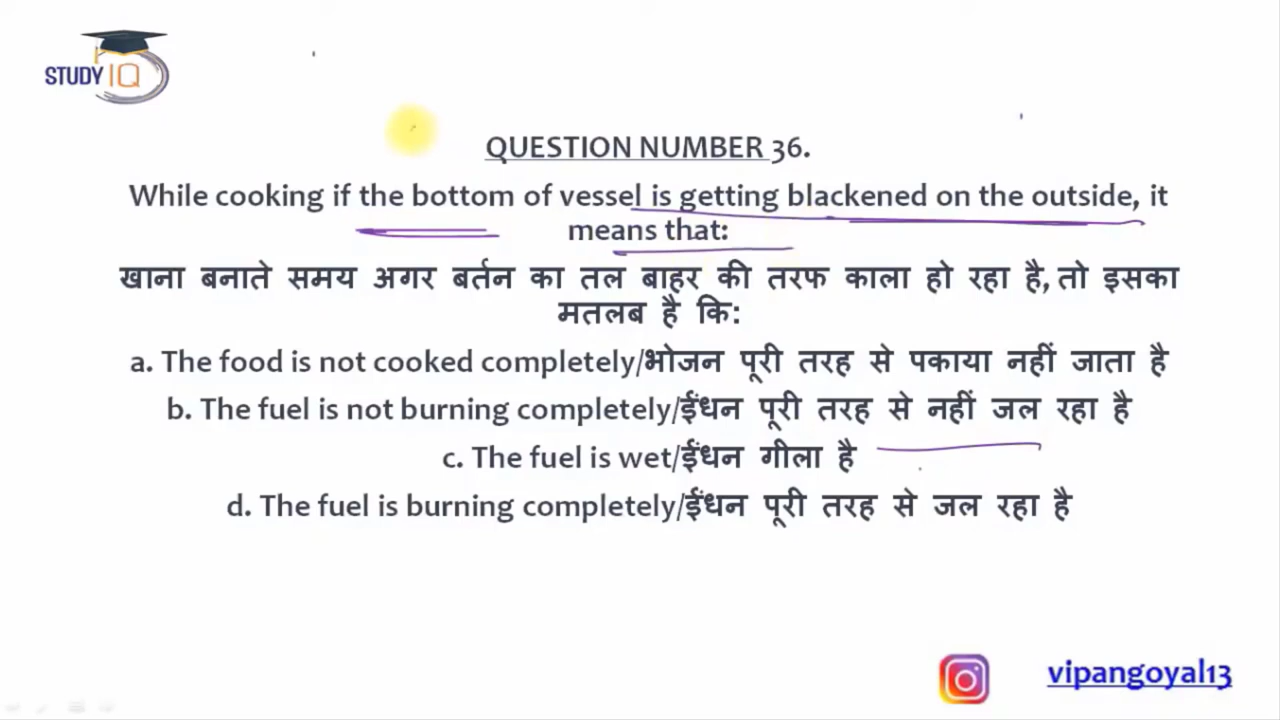 STUDY IQ
QUESTION NUMBER 36.
While cooking if the bottom of vessel is getting blackened on the outside, it
means that:
खाना बनाते समय अगर बर्तन का तल बाहर की तरफ काला हो रहा है, तो इसका
मतलब है कि:
a. The food is not cooked completely/भोजन पूरी तरह से पकाया नहीं जाता है
b. The fuel is not burning completely/ईंधन पूरी तरह से नहीं जल रहा है
c. The fuel is wet/ईंधन गीला है
d. The fuel is burning completely/ईंधन पूरी तरह से जल रहा है
vipangoyal13